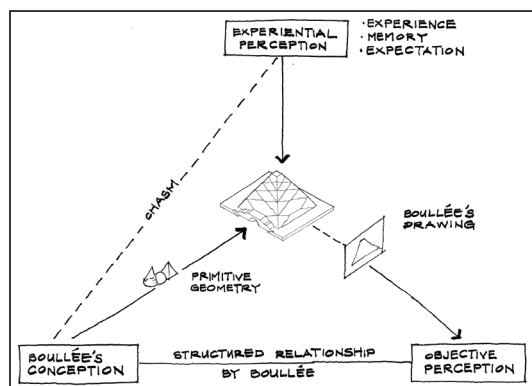 EXPERIENTIAL
PERCEPTION
· EXPERIENCE
· MEMORY
· EXPECTATION
CHASM
BOULLÉE'S
DRAWING
PRIMITIVE
GEOMETRY
BOULLÉE'S
CONCEPTION
STRUCTURED RELATIONSHIP
BY BOULLÉE
OBJECTIVE
PERCEPTION